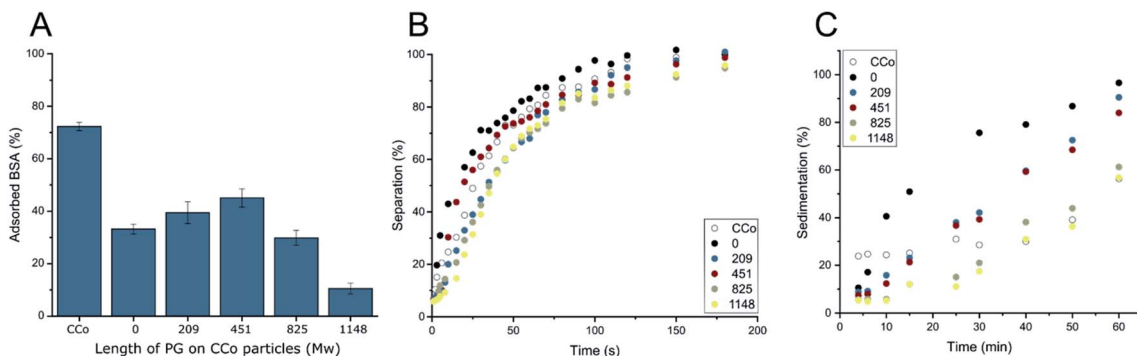 A
Adsorbed BSA (%)
100
80
60
40
20
0
CCo 0 209 451 825 1148
Length of PG on CCo particles (Mw)
B
Separation (%)
100
80
60
40
20
0
0 50 100 150 200
Time (s)
CCo
0
209
451
825
1148
C
Sedimentation (%)
100
80
60
40
20
0
0 10 20 30 40 50 60
Time (min)
CCo
0
209
451
825
1148